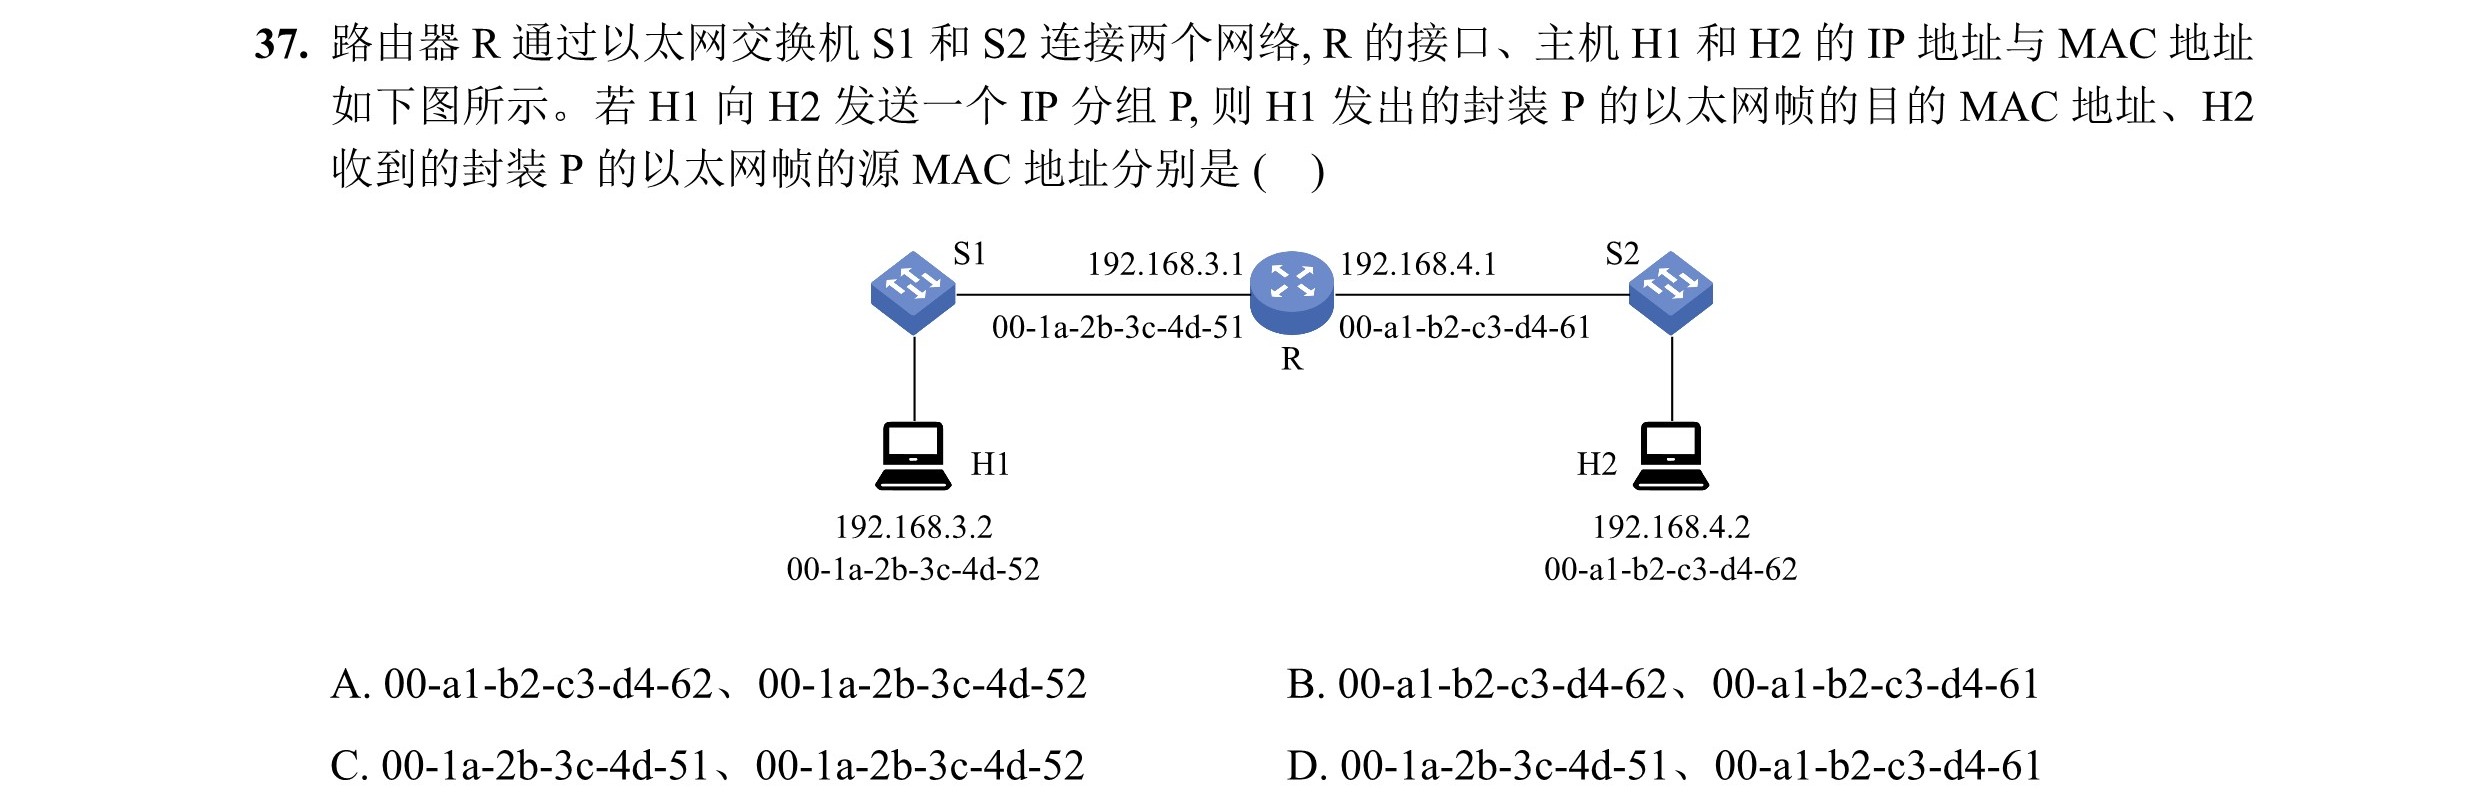 37. 路由器 R 通过以太网交换机 S1 和 S2 连接两个网络, R 的接口、主机 H1 和 H2 的 IP 地址与 MAC 地址
如下图所示。若 H1 向 H2 发送一个 IP 分组 P, 则 H1 发出的封装 P 的以太网帧的目的 MAC 地址、H2
收到的封装 P 的以太网帧的源 MAC 地址分别是 ( )
S1
192.168.3.1
192.168.4.1
S2
00-1a-2b-3c-4d-51
00-a1-b2-c3-d4-61
R
H1
H2
192.168.3.2
192.168.4.2
00-1a-2b-3c-4d-52
00-a1-b2-c3-d4-62
A. 00-a1-b2-c3-d4-62、00-1a-2b-3c-4d-52
B. 00-a1-b2-c3-d4-62、00-a1-b2-c3-d4-61
C. 00-1a-2b-3c-4d-51、00-1a-2b-3c-4d-52
D. 00-1a-2b-3c-4d-51、00-a1-b2-c3-d4-61